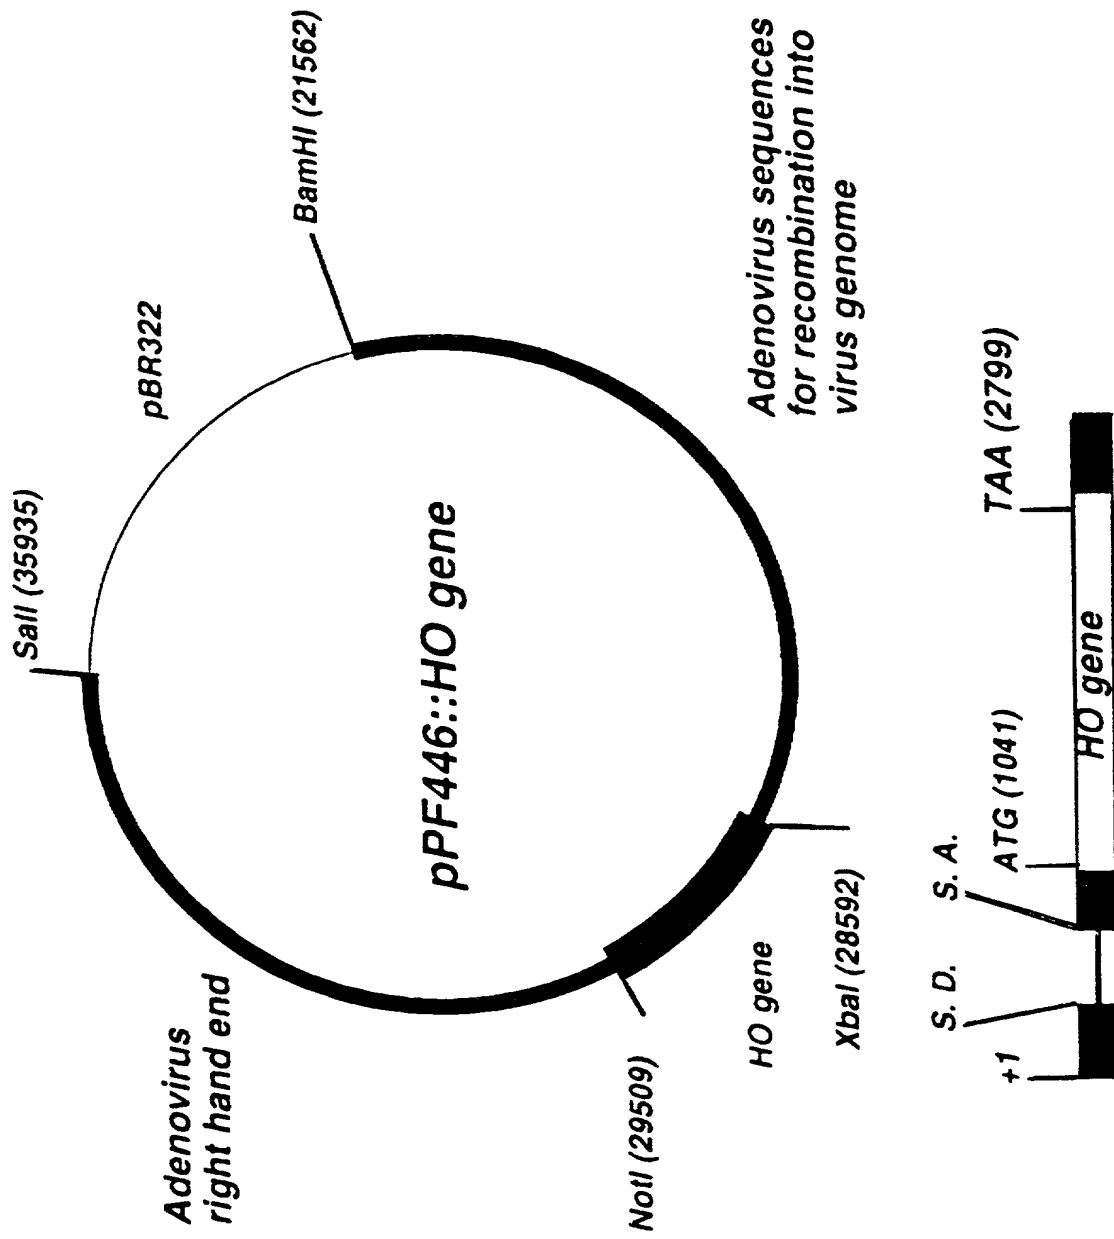 SalI (35935)
pBR322
Adenovirus
right hand end
BamHI (21562)
pPF446::HO gene
NotI (29509)
HO gene
XbaI (28592)
Adenovirus sequences
for recombination into
virus genome
+1
S. D.
S. A.
ATG (1041)
TAA (2799)
HO gene